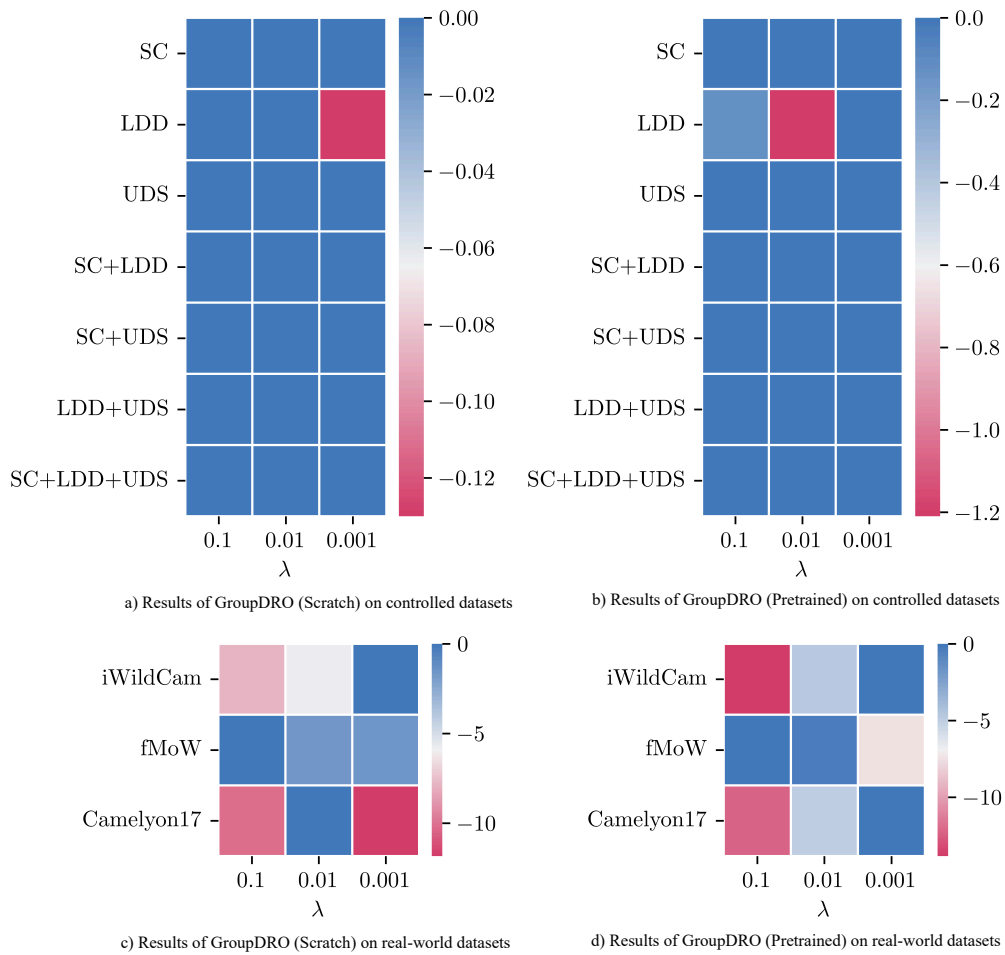 SC
LDD
UDS
SC+LDD
SC+UDS
LDD+UDS
SC+LDD+UDS
0.1 0.01 0.001
λ
0.00
−0.02
−0.04
−0.06
−0.08
−0.10
−0.12
a) Results of GroupDRO (Scratch) on controlled datasets
SC
LDD
UDS
SC+LDD
SC+UDS
LDD+UDS
SC+LDD+UDS
0.1 0.01 0.001
λ
0.0
−0.2
−0.4
−0.6
−0.8
−1.0
−1.2
b) Results of GroupDRO (Pretrained) on controlled datasets
iWildCam
fMoW
Camelyon17
0.1 0.01 0.001
λ
0
−5
−10
c) Results of GroupDRO (Scratch) on real-world datasets
iWildCam
fMoW
Camelyon17
0.1 0.01 0.001
λ
0
−5
−10
d) Results of GroupDRO (Pretrained) on real-world datasets